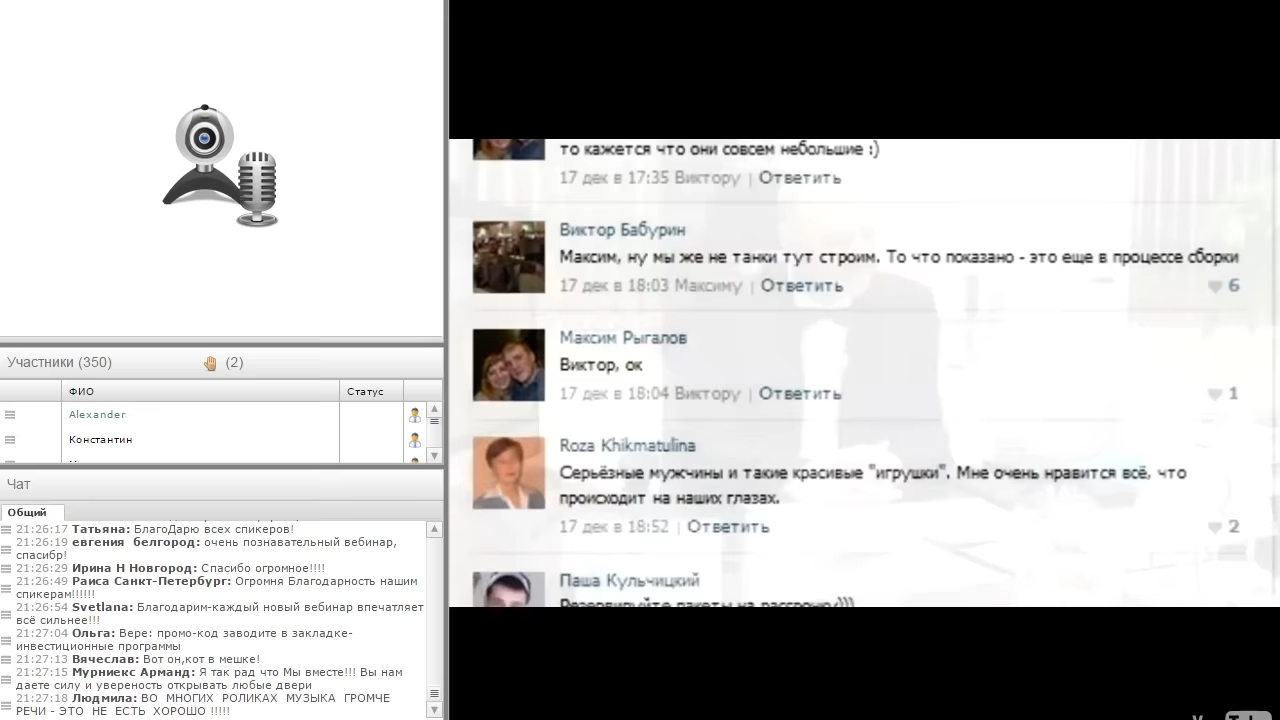 Участники (350)
(2)
ФИО
Статус
Alexander
Константин
Чат
Общий
21:26:17 Татьяна: БлагоДарю всех спикеров!
21:26:19 евгения белгород: очень познавательный вебинар,
спасибр!
21:26:29 Ирина Н Новгород: Спасибо огромное!!!!
21:26:49 Раиса Санкт-Петербург: Огромня Благодарность нашим
спикерам!!!!!!
21:26:54 Svetlana: Благодарим-каждый новый вебинар впечатляет
всё сильнее!!!
21:27:04 Ольга: Вере: промо-код заводите в закладке-
инвестиционные программы
21:27:13 Вячеслав: Вот он,кот в мешке!
21:27:15 Мурниекс Арманд: Я так рад что Мы вместе!!! Вы нам
даете силу и увереность открывать любые двери
21:27:18 Людмила: ВО МНОГИХ РОЛИКАХ МУЗЫКА ГРОМЧЕ
РЕЧИ - ЭТО НЕ ЕСТЬ ХОРОШО !!!!!
то кажется что они совсем небольшие :)
17 дек в 17:35 Виктору | Ответить
Виктор Бабурин
Максим, ну мы же не танки тут строим. То что показано - это еще в процессе сборки
17 дек в 18:03 Максиму | Ответить
6
Максим Рыгалов
Виктор, ок
17 дек в 18:04 Виктору | Ответить
1
Roza Khikmatulina
Серьёзные мужчины и такие красивые "игрушки". Мне очень нравится всё, что
происходит на наших глазах.
17 дек в 18:52 | Ответить
2
Паша Кульчицкий
Резервируйте пакеты на рассрочку)))